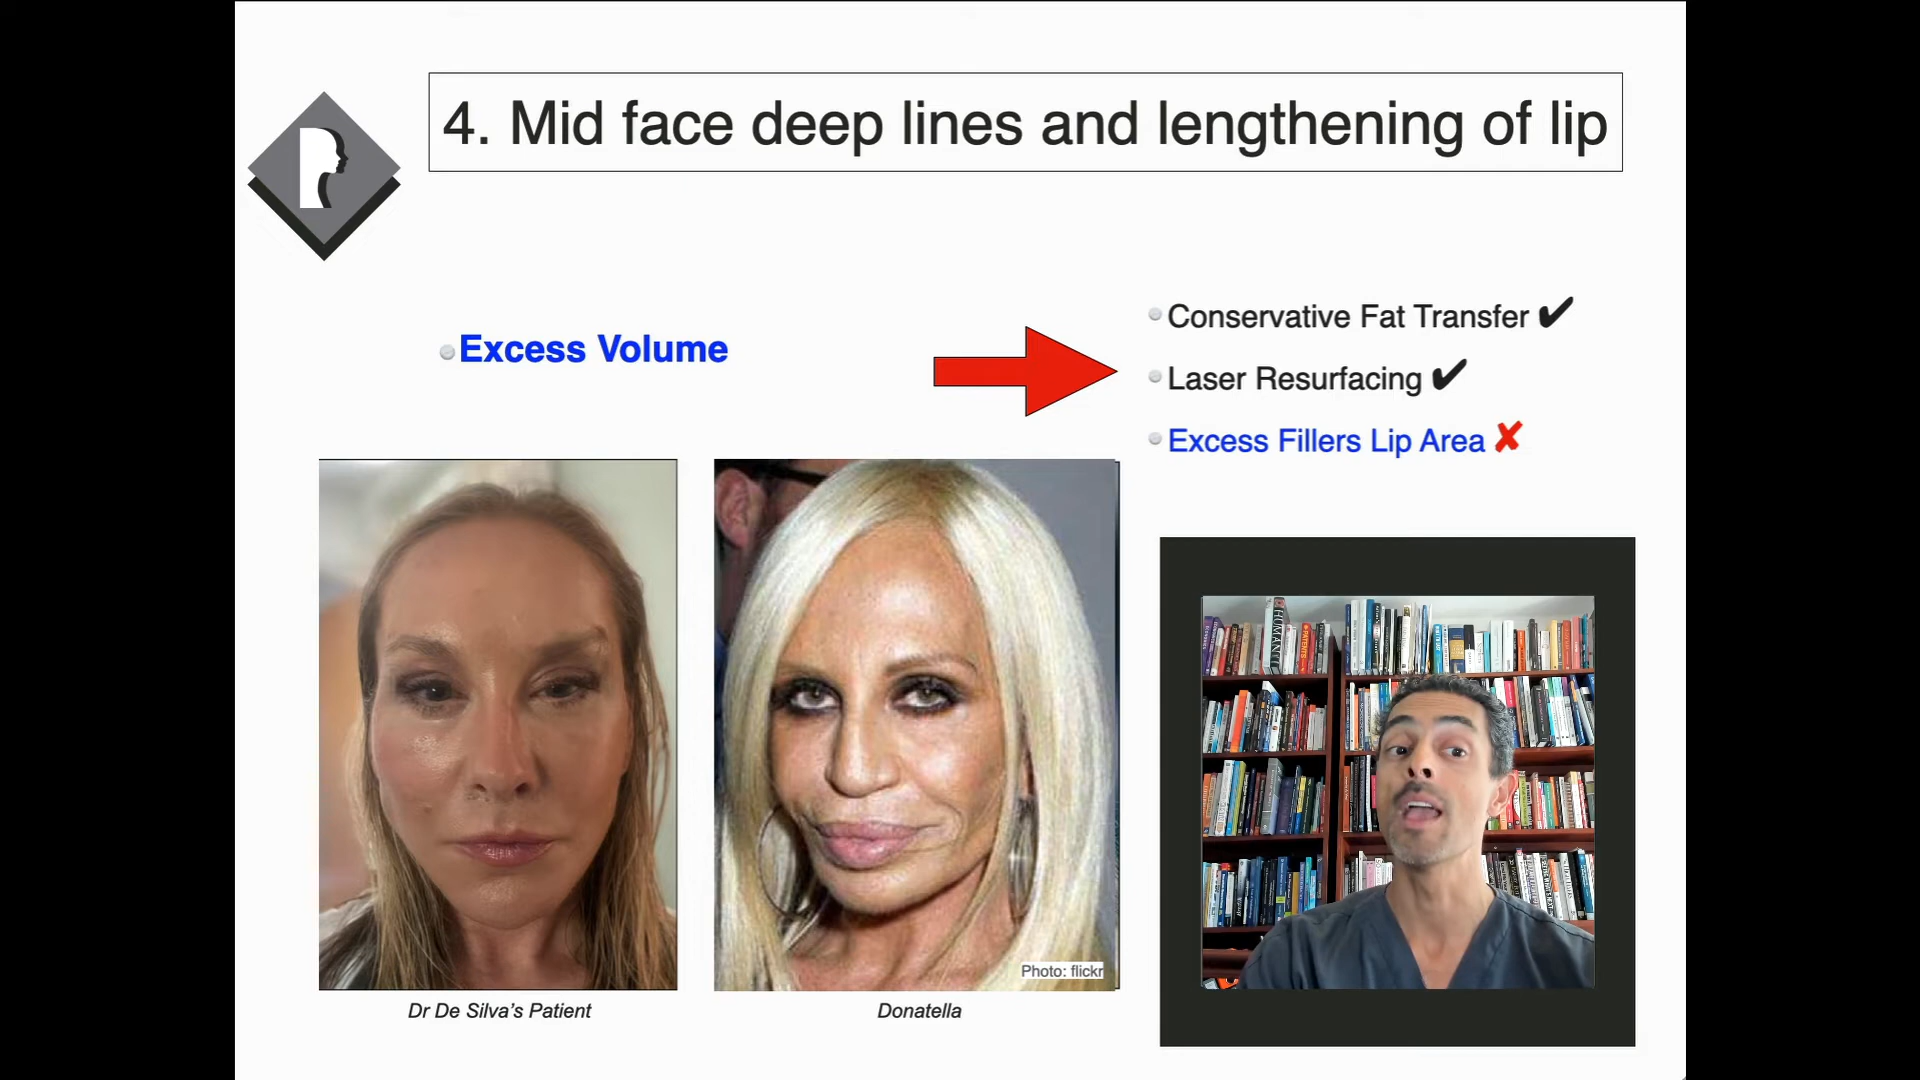 4. Mid face deep lines and lengthening of lip
Excess Volume
Conservative Fat Transfer ✔
Laser Resurfacing ✔
Excess Fillers Lip Area ✘
Photo: flickr
Dr De Silva's Patient
Donatella
HUMANS